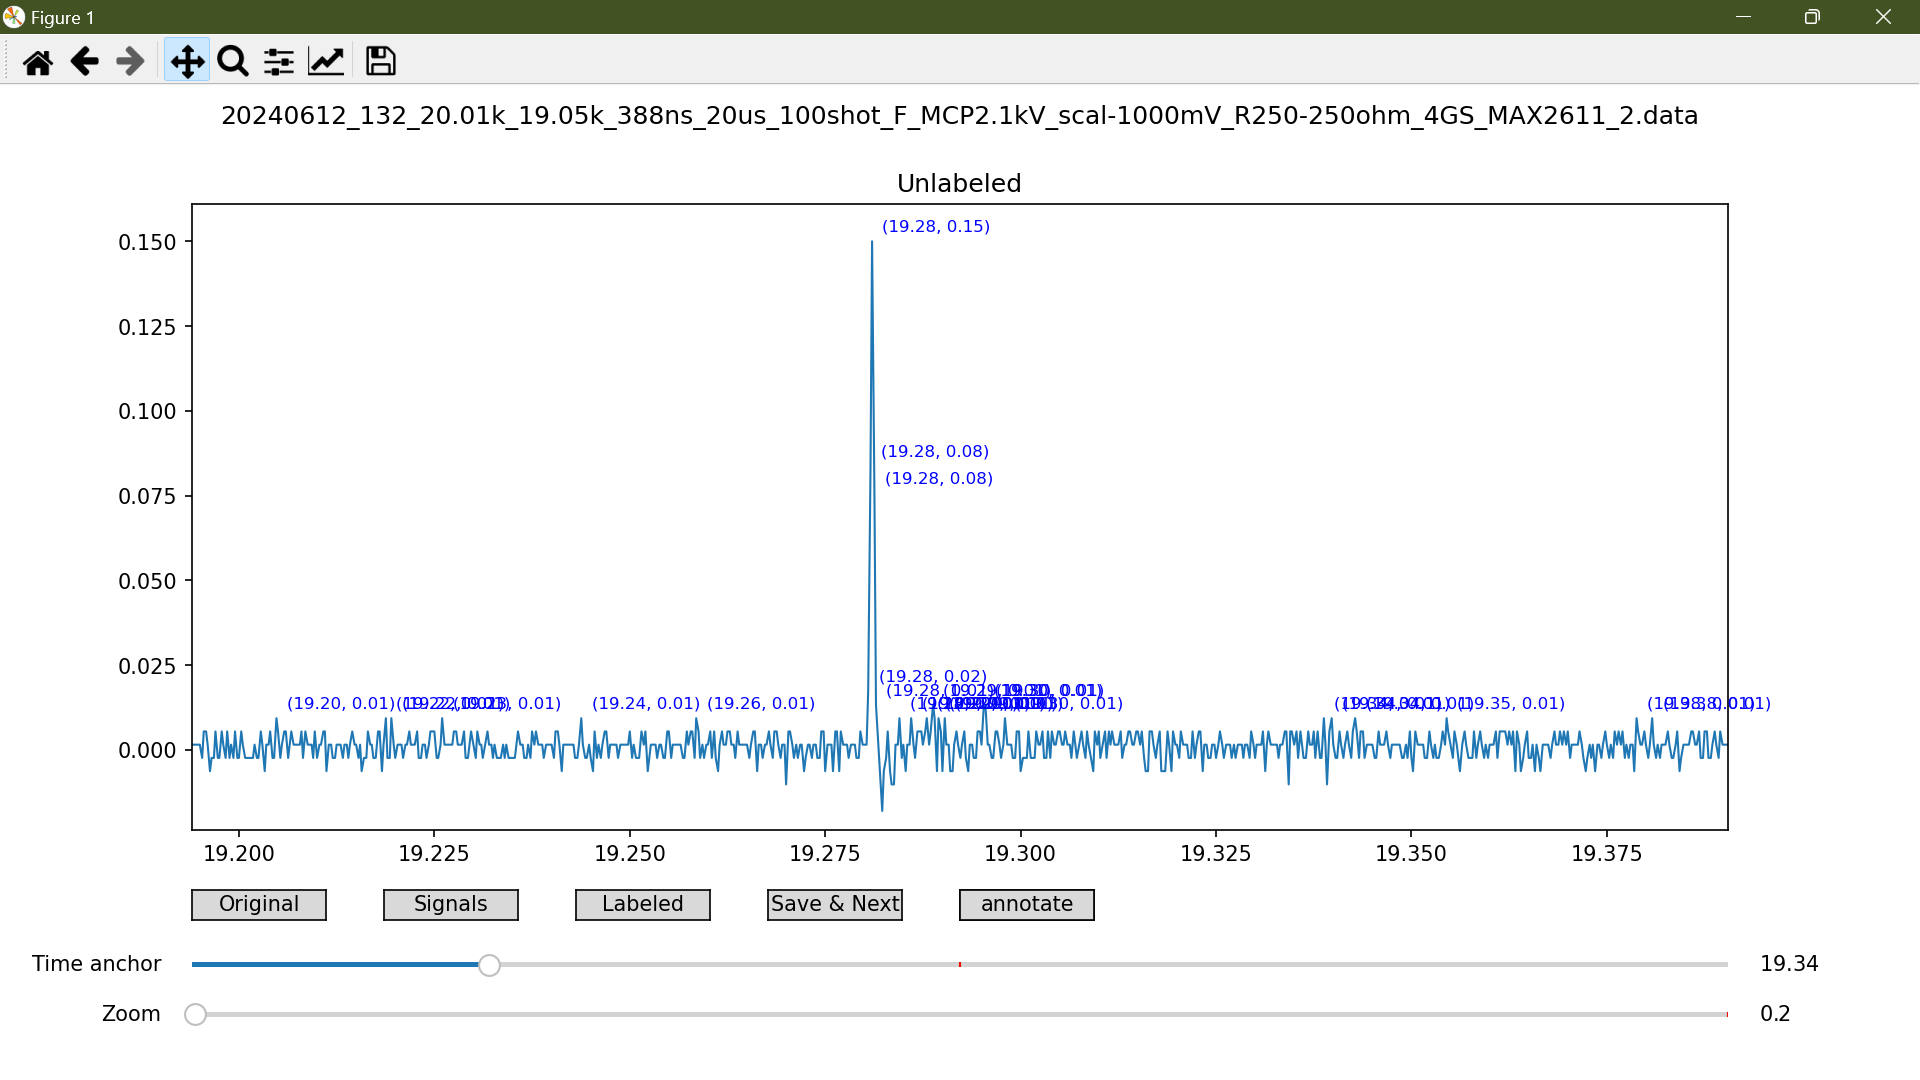 Figure 1
20240612_132_20.01k_19.05k_388ns_20us_100shot_F_MCP2.1kV_scal-1000mV_R250-250ohm_4GS_MAX2611_2.data
Unlabeled
(19.28, 0.15)
0.150
0.125
0.100
(19.28, 0.08)
(19.28, 0.08)
0.075
0.050
0.025
(19.28, 0.02)
(19.20, 0.01)
(19.24, 0.01)
(19.26, 0.01)
(19.35, 0.01)
0.000
19.200
19.225
19.250
19.275
19.300
19.325
19.350
19.375
Original
Signals
Labeled
Save & Next
annotate
Time anchor
19.34
Zoom
0.2